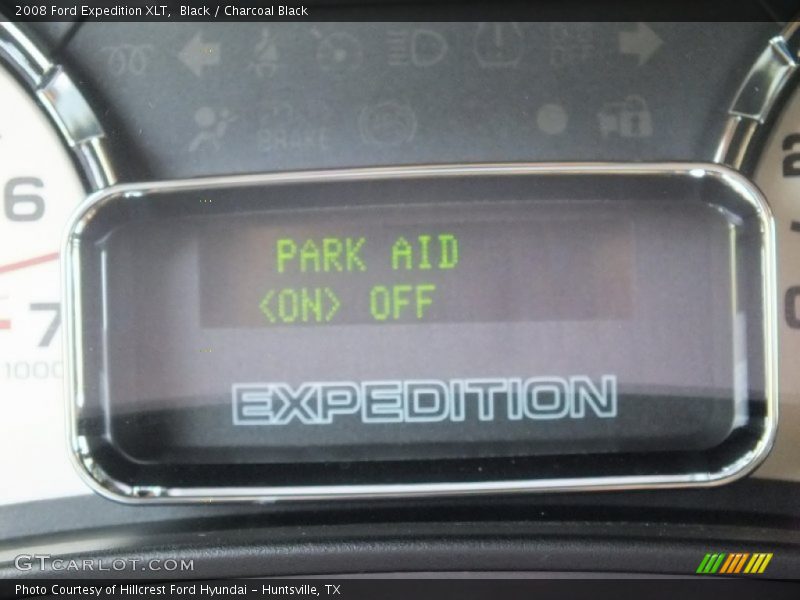 2008 Ford Expedition XLT,  Black / Charcoal Black
BRAKE
6
7
1000
2
PARK AID
<ON> OFF
EXPEDITION
GTCARLOT.COM
Photo Courtesy of Hillcrest Ford Hyundai – Huntsville, TX